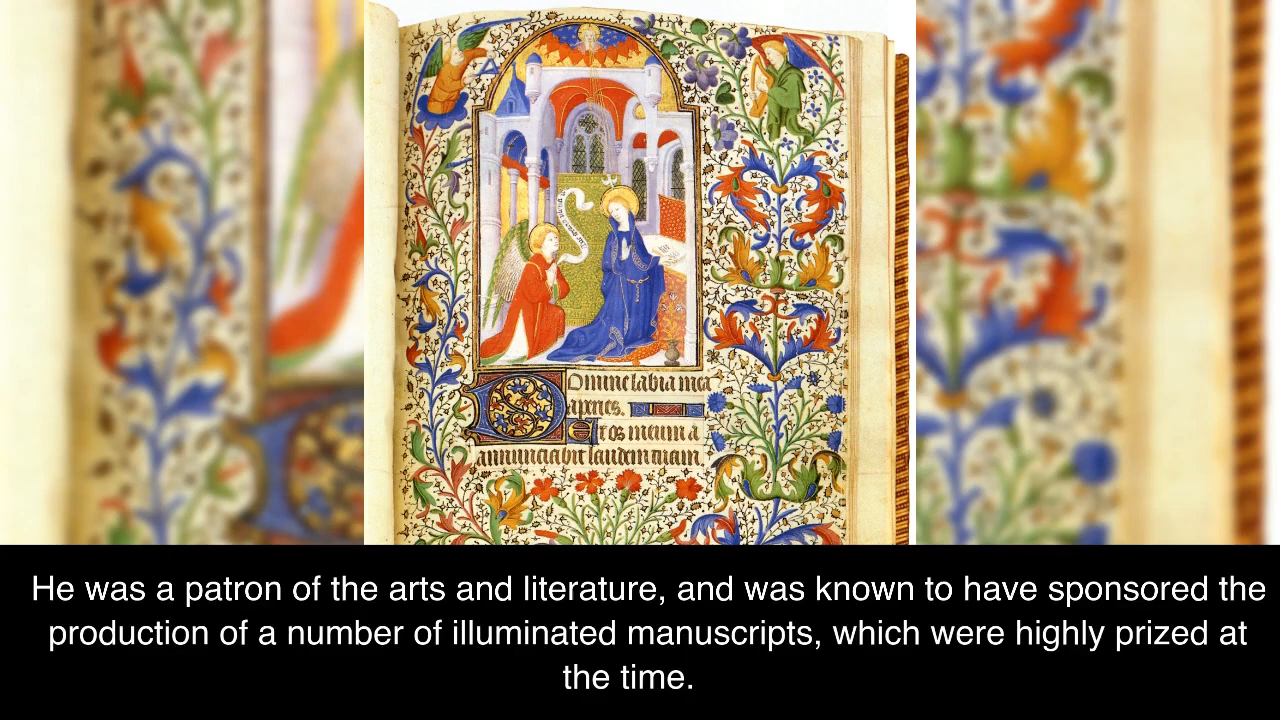 Domine labia mea
aperies.
Et os meum a
annunciabit laudem tuam.
He was a patron of the arts and literature, and was known to have sponsored the
production of a number of illuminated manuscripts, which were highly prized at
the time.